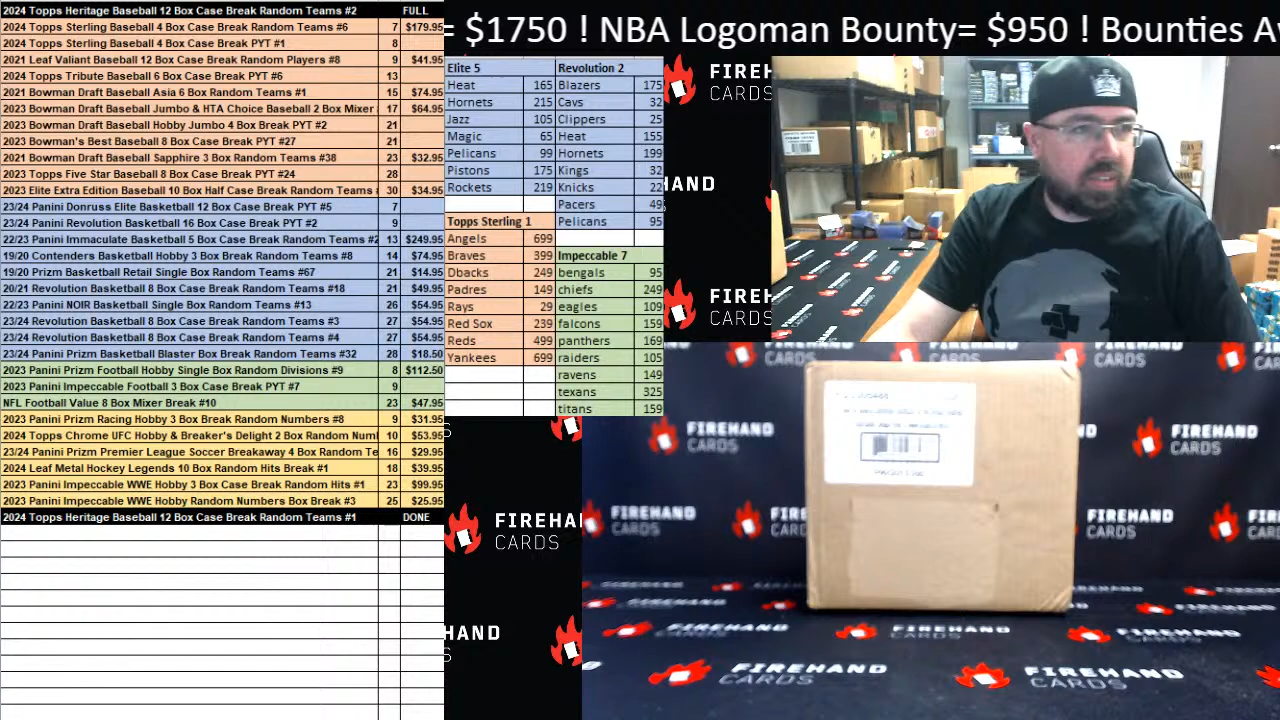 = $1750 ! NBA Logoman Bounty= $950 ! Bounties A
2024 Topps Heritage Baseball 12 Box Case Break Random Teams #2 FULL
2024 Topps Sterling Baseball 4 Box Case Break Random Teams #6 7 $179.95
2024 Topps Sterling Baseball 4 Box Case Break PYT #1 8
2021 Leaf Valiant Baseball 12 Box Case Break Random Players #8 9 $41.95
2024 Topps Tribute Baseball 6 Box Case Break PYT #6 13
2021 Bowman Draft Baseball Asia 6 Box Random Teams #1 15 $74.95
2023 Bowman Draft Baseball Jumbo & HTA Choice Baseball 2 Box Mixer 17 $64.95
2023 Bowman Draft Baseball Hobby Jumbo 4 Box Break PYT #2 21
2023 Bowman's Best Baseball 8 Box Break PYT #27 21
2021 Bowman Draft Baseball Sapphire 3 Box Random Teams #38 23 $32.95
2023 Topps Five Star Baseball 8 Box Case Break PYT #24 28
2023 Elite Extra Edition Baseball 10 Box Half Case Break Random Teams 30 $34.95
23/24 Panini Donruss Elite Basketball 12 Box Case Break PYT #5 7
23/24 Panini Revolution Basketball 16 Box Case PYT #2 9
22/23 Panini Immaculate Basketball 5 Box Case Break Random Teams #2 13 $249.95
19/20 Contenders Basketball Hobby 3 Box Break Random Teams #8 14 $74.95
19/20 Prizm Basketball Retail Single Box Random Teams #67 21 $14.95
20/21 Revolution Basketball 8 Box Case Break Random Teams #18 21 $49.95
22/23 Panini NOIR Basketball Single Box Random Teams #13 26 $54.95
23/24 Revolution Basketball 8 Box Case Break Random Teams #3 27 $54.95
23/24 Revolution Basketball 8 Box Case Break Random Teams #4 27 $54.95
23/24 Panini Prizm Basketball Blaster Box Break Random Teams #32 28 $18.50
2023 Panini Prizm Football Hobby Single Box Random Divisions #9 8 $112.50
2023 Panini Impeccable Football 3 Box Case Break PYT #7 9
NFL Football Value 8 Box Mixer Break #10 23 $47.95
2023 Panini Prizm Racing Hobby 3 Box Break Random Numbers #8 9 $31.95
2024 Topps Chrome UFC Hobby & Breaker's Delight 2 Box Random Num 10 $53.95
23/24 Panini Prizm Premier League Soccer Breakaway 4 Box Random Te 16 $29.95
2024 Leaf Metal Hockey Legends 10 Box Random Hits Break #1 18 $39.95
2023 Panini Impeccable WWE Hobby 3 Box Case Break Random Hits #1 23 $99.95
2023 Panini Impeccable WWE Hobby Random Numbers Box Break #3 25 $25.95
2024 Topps Heritage Baseball 12 Box Case Break Random Teams #1 DONE
Elite 5
Heat 165
Hornets 215
Jazz 105
Magic 65
Pelicans 99
Pistons 175
Rockets 219
Topps Sterling 1
Angels 699
Braves 399
Dbacks 249
Padres 149
Rays 29
Red Sox 239
Reds 499
Yankees 699
Revolution 2
Blazers 175
Cavs 32
Clippers 25
Heat 155
Hornets 199
Kings 32
Knicks 22
Pacers 49
Pelicans 95
Impeccable 7
bengals 95
chiefs 249
eagles 109
falcons 159
panthers 169
raiders 105
ravens 149
texans 325
titans 159
FIREHAND
CARDS
FIREHAND
CARDS
FIREHAND
CARDS
FIREHAND
CARDS
FIREHAND
CARDS
FIREHAND
CARDS
FIREHAND
CARDS
FIREHAND
CARDS